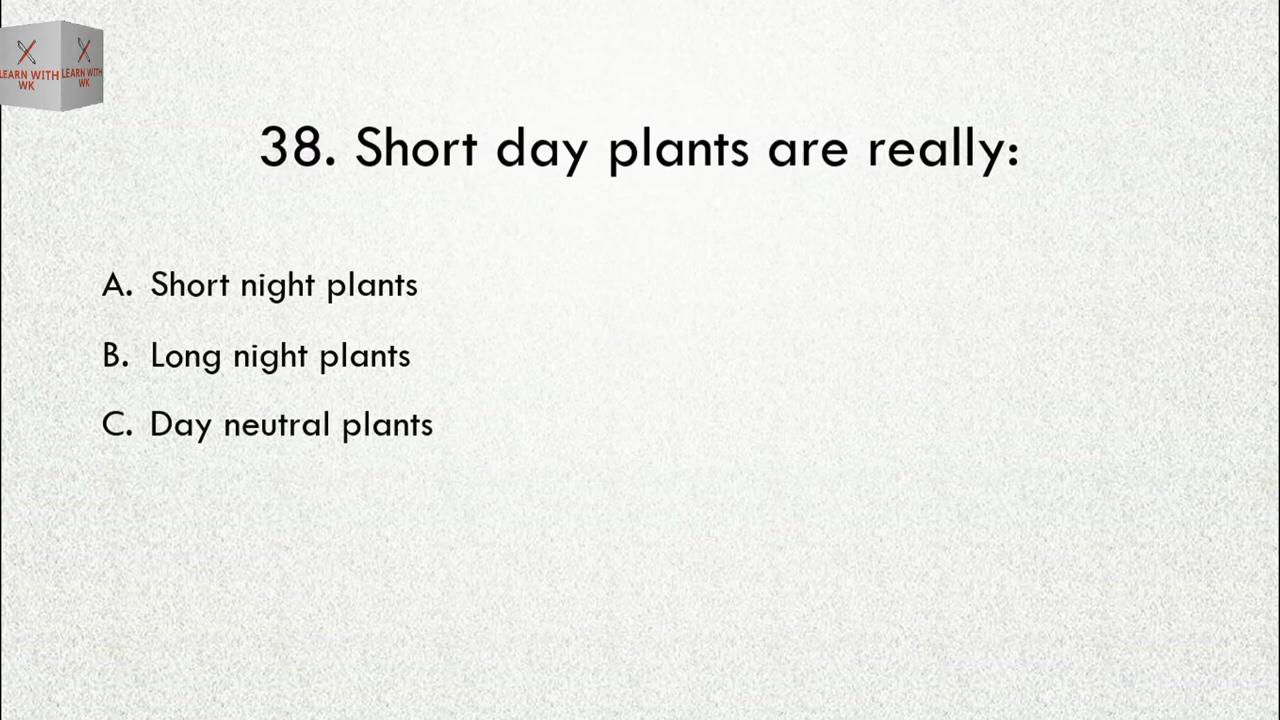 LEARN WITH
WK
LEARN WITH
WK
38. Short day plants are really:
A. Short night plants
B. Long night plants
C. Day neutral plants